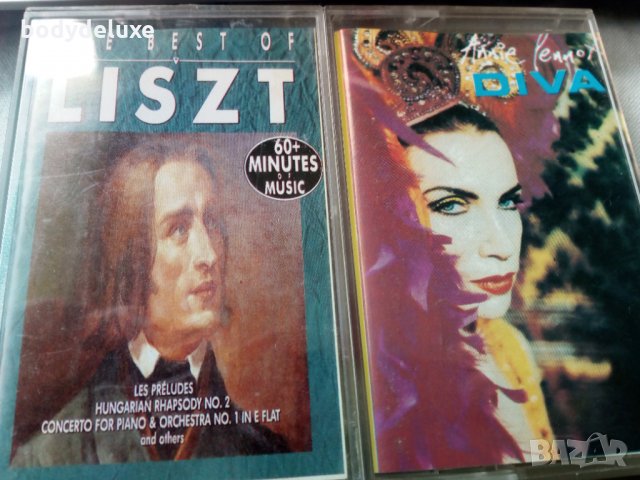 bodydeluxe
THE BEST OF
LISZT
60+
MINUTES
OF
MUSIC
LES PRÉLUDES
HUNGARIAN RHAPSODY NO. 2
CONCERTO FOR PIANO & ORCHESTRA NO. 1 IN E FLAT
and others
Annie Lennox
DIVA
BAZAR